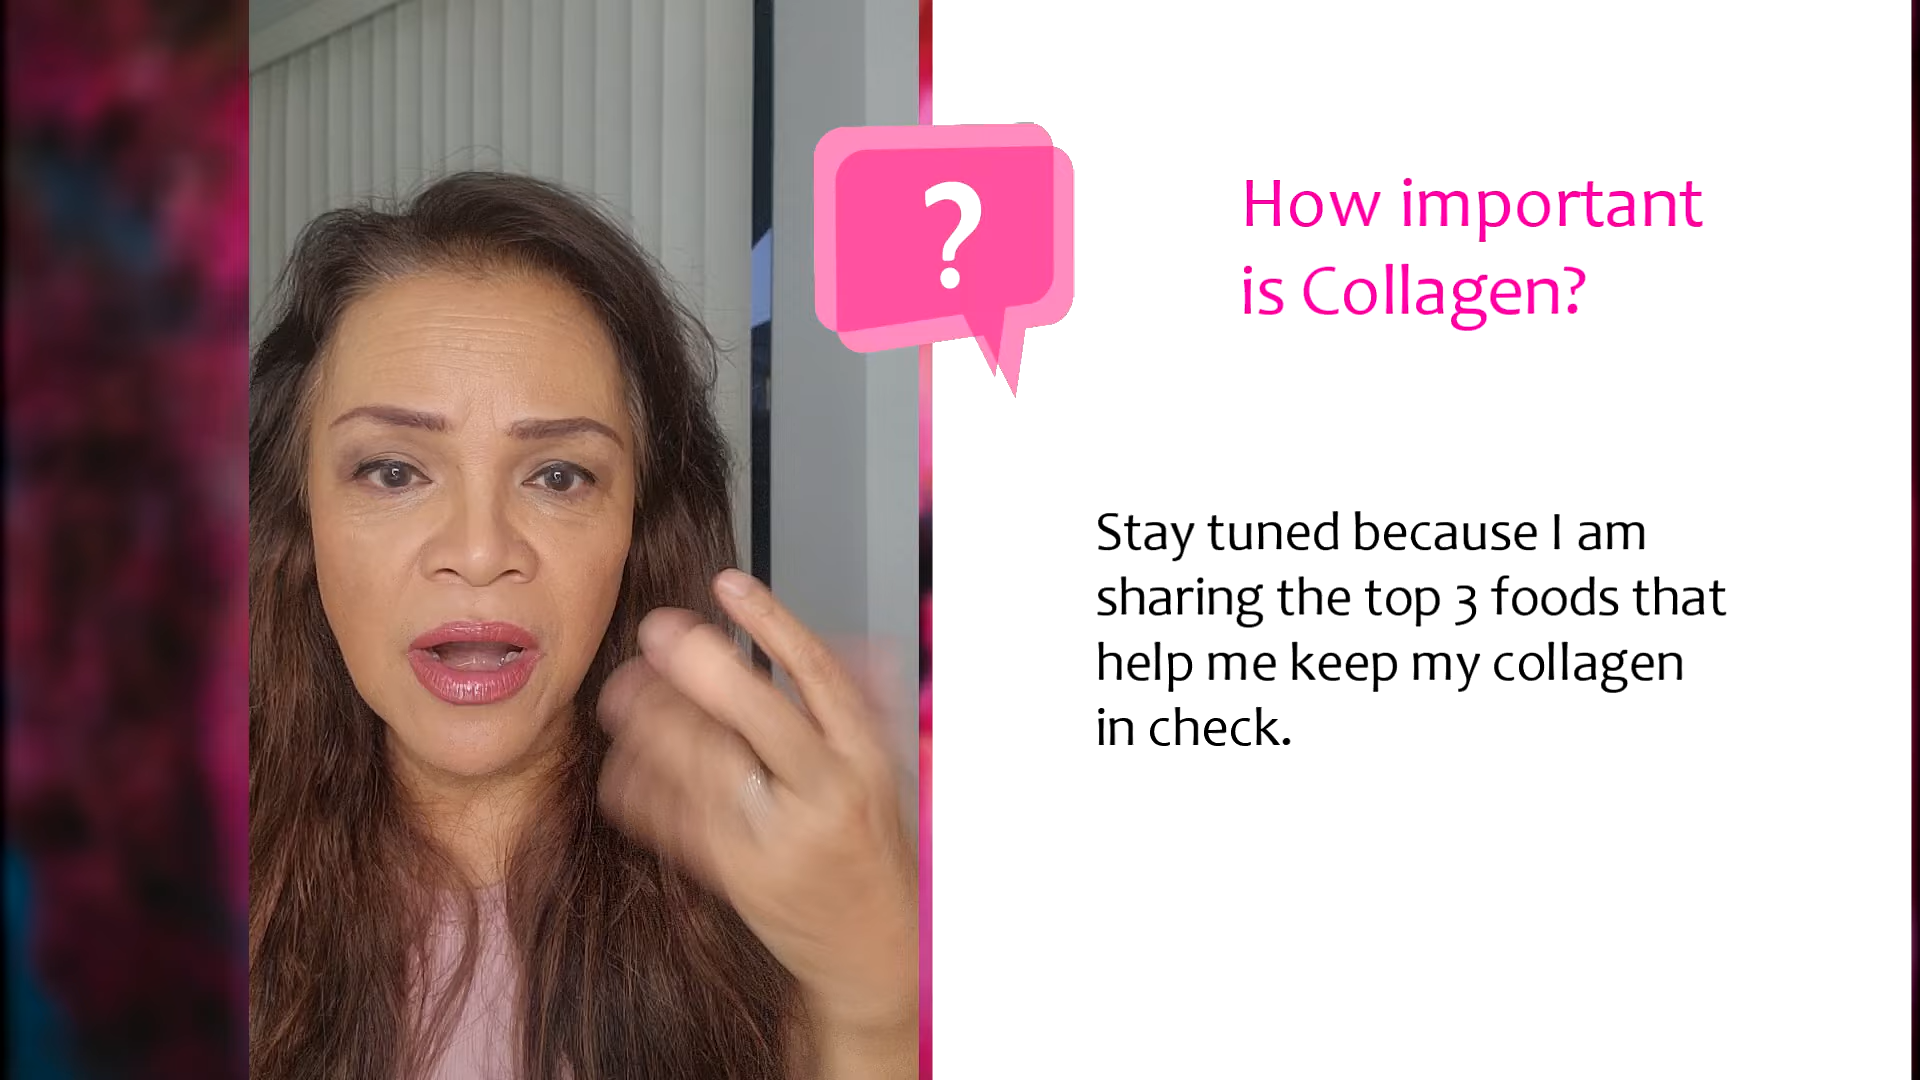 ?
How important
is Collagen?
Stay tuned because I am
sharing the top 3 foods that
help me keep my collagen
in check.